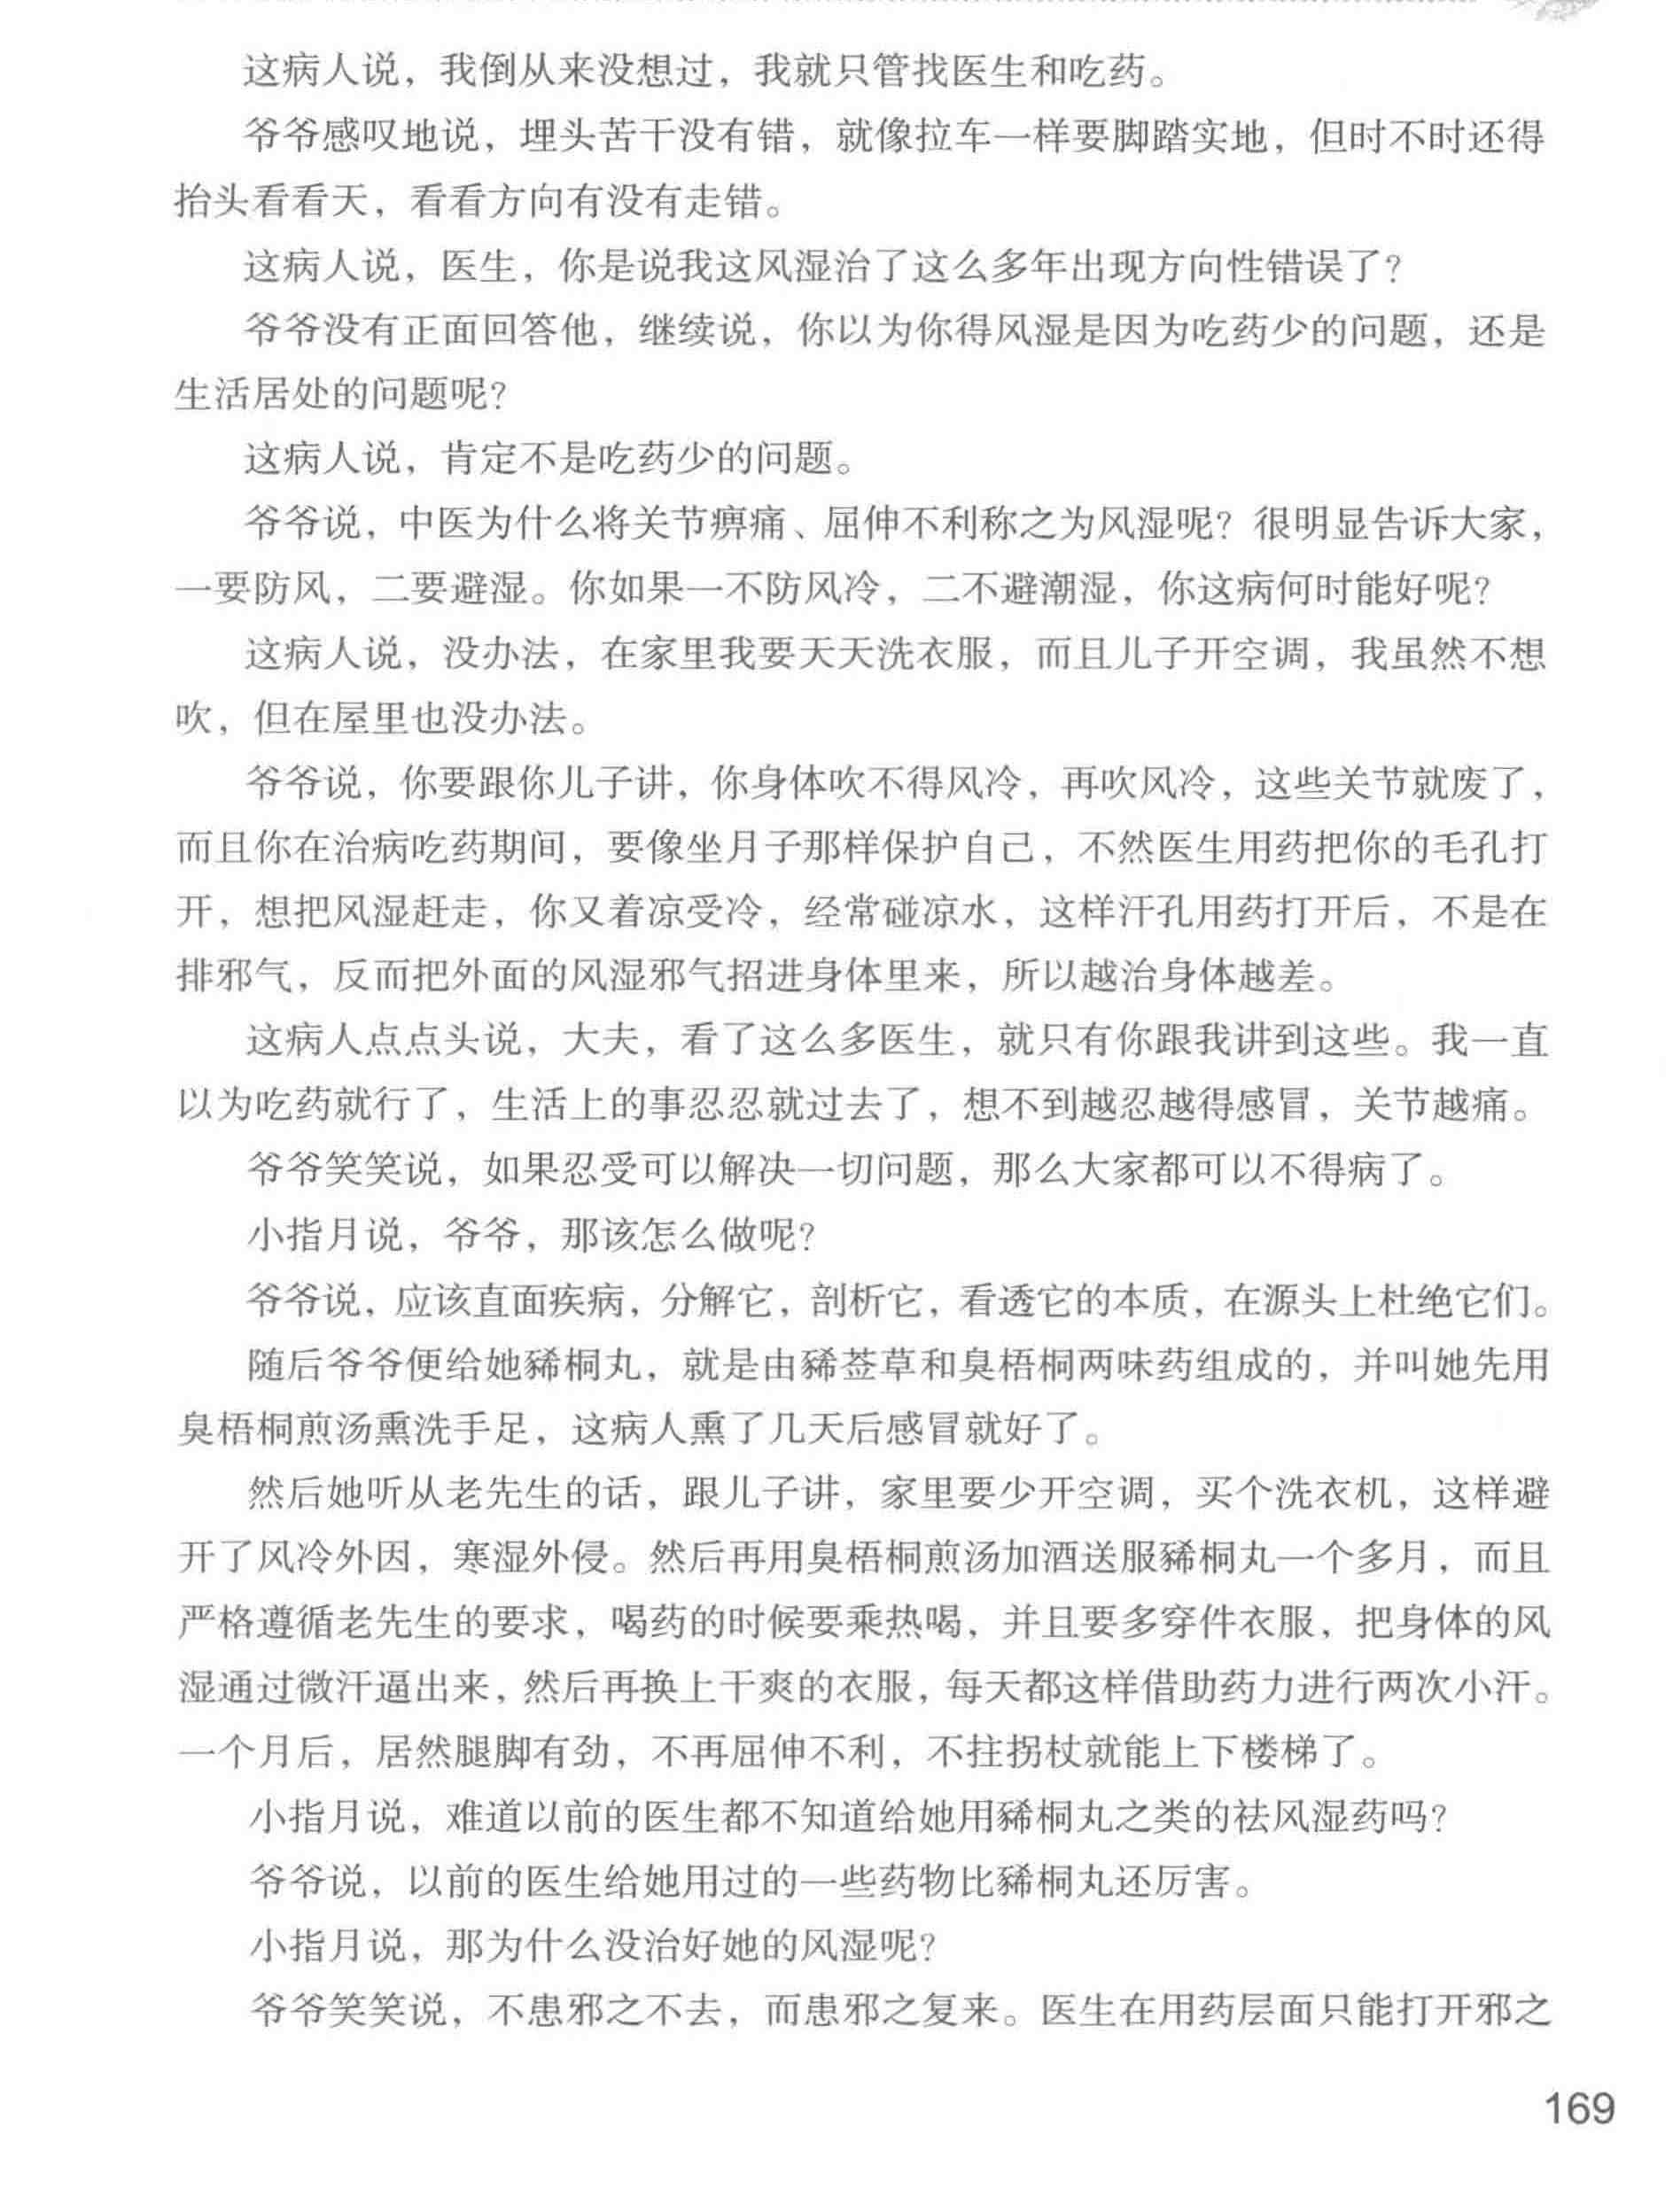 这病人说，我倒从来没想过，我就只管找医生和吃药。
爷爷感叹地说，埋头苦干没有错，就像拉车一样要脚踏实地，但时不时还得
抬头看看天，看看方向有没有走错。
这病人说，医生，你是说我这风湿治了这么多年出现方向性错误了？
爷爷没有正面回答他，继续说，你以为你得风湿是因为吃药少的问题，还是
生活居处的问题呢？
这病人说，肯定不是吃药少的问题。
爷爷说，中医为什么将关节痹痛、屈伸不利称之为风湿呢？很明显告诉大家，
一要防风，二要避湿。你如果一不防风冷，二不避潮湿，你这病何时能好呢？
这病人说，没办法，在家里我要天天洗衣服，而且儿子开空调，我虽然不想
吹，但在屋里也没办法。
爷爷说，你要跟你儿子讲，你身体吹不得风冷，再吹风冷，这些关节就废了，
而且你在治病吃药期间，要像坐月子那样保护自己，不然医生用药把你的毛孔打
开，想把风湿赶走，你又着凉受冷，经常碰凉水，这样汗孔用药打开后，不是在
排邪气，反而把外面的风湿邪气招进身体里来，所以越治身体越差。
这病人点点头说，大夫，看了这么多医生，就只有你跟我讲到这些。我一直
以为吃药就行了，生活上的事忍忍就过去了，想不到越忍越得感冒，关节越痛。
爷爷笑笑说，如果忍受可以解决一切问题，那么大家都可以不得病了。
小指月说，爷爷，那该怎么做呢？
爷爷说，应该直面疾病，分解它，剖析它，看透它的本质，在源头上杜绝它们。
随后爷爷便给她豨桐丸，就是由豨莶草和臭梧桐两味药组成的，并叫她先用
臭梧桐煎汤熏洗手足，这病人熏了几天后感冒就好了。
然后她听从老先生的话，跟儿子讲，家里要少开空调，买个洗衣机，这样避
开了风冷外因，寒湿外侵。然后再用臭梧桐煎汤加酒送服豨桐丸一个多月，而且
严格遵循老先生的要求，喝药的时候要乘热喝，并且要多穿件衣服，把身体的风
湿通过微汗逼出来，然后再换上干爽的衣服，每天都这样借助药力进行两次小汗。
一个月后，居然腿脚有劲，不再屈伸不利，不拄拐杖就能上下楼梯了。
小指月说，难道以前的医生都不知道给她用豨桐丸之类的祛风湿药吗？
爷爷说，以前的医生给她用过的一些药物比豨桐丸还厉害。
小指月说，那为什么没治好她的风湿呢？
爷爷笑笑说，不患邪之不去，而患邪之复来。医生在用药层面只能打开邪之
169